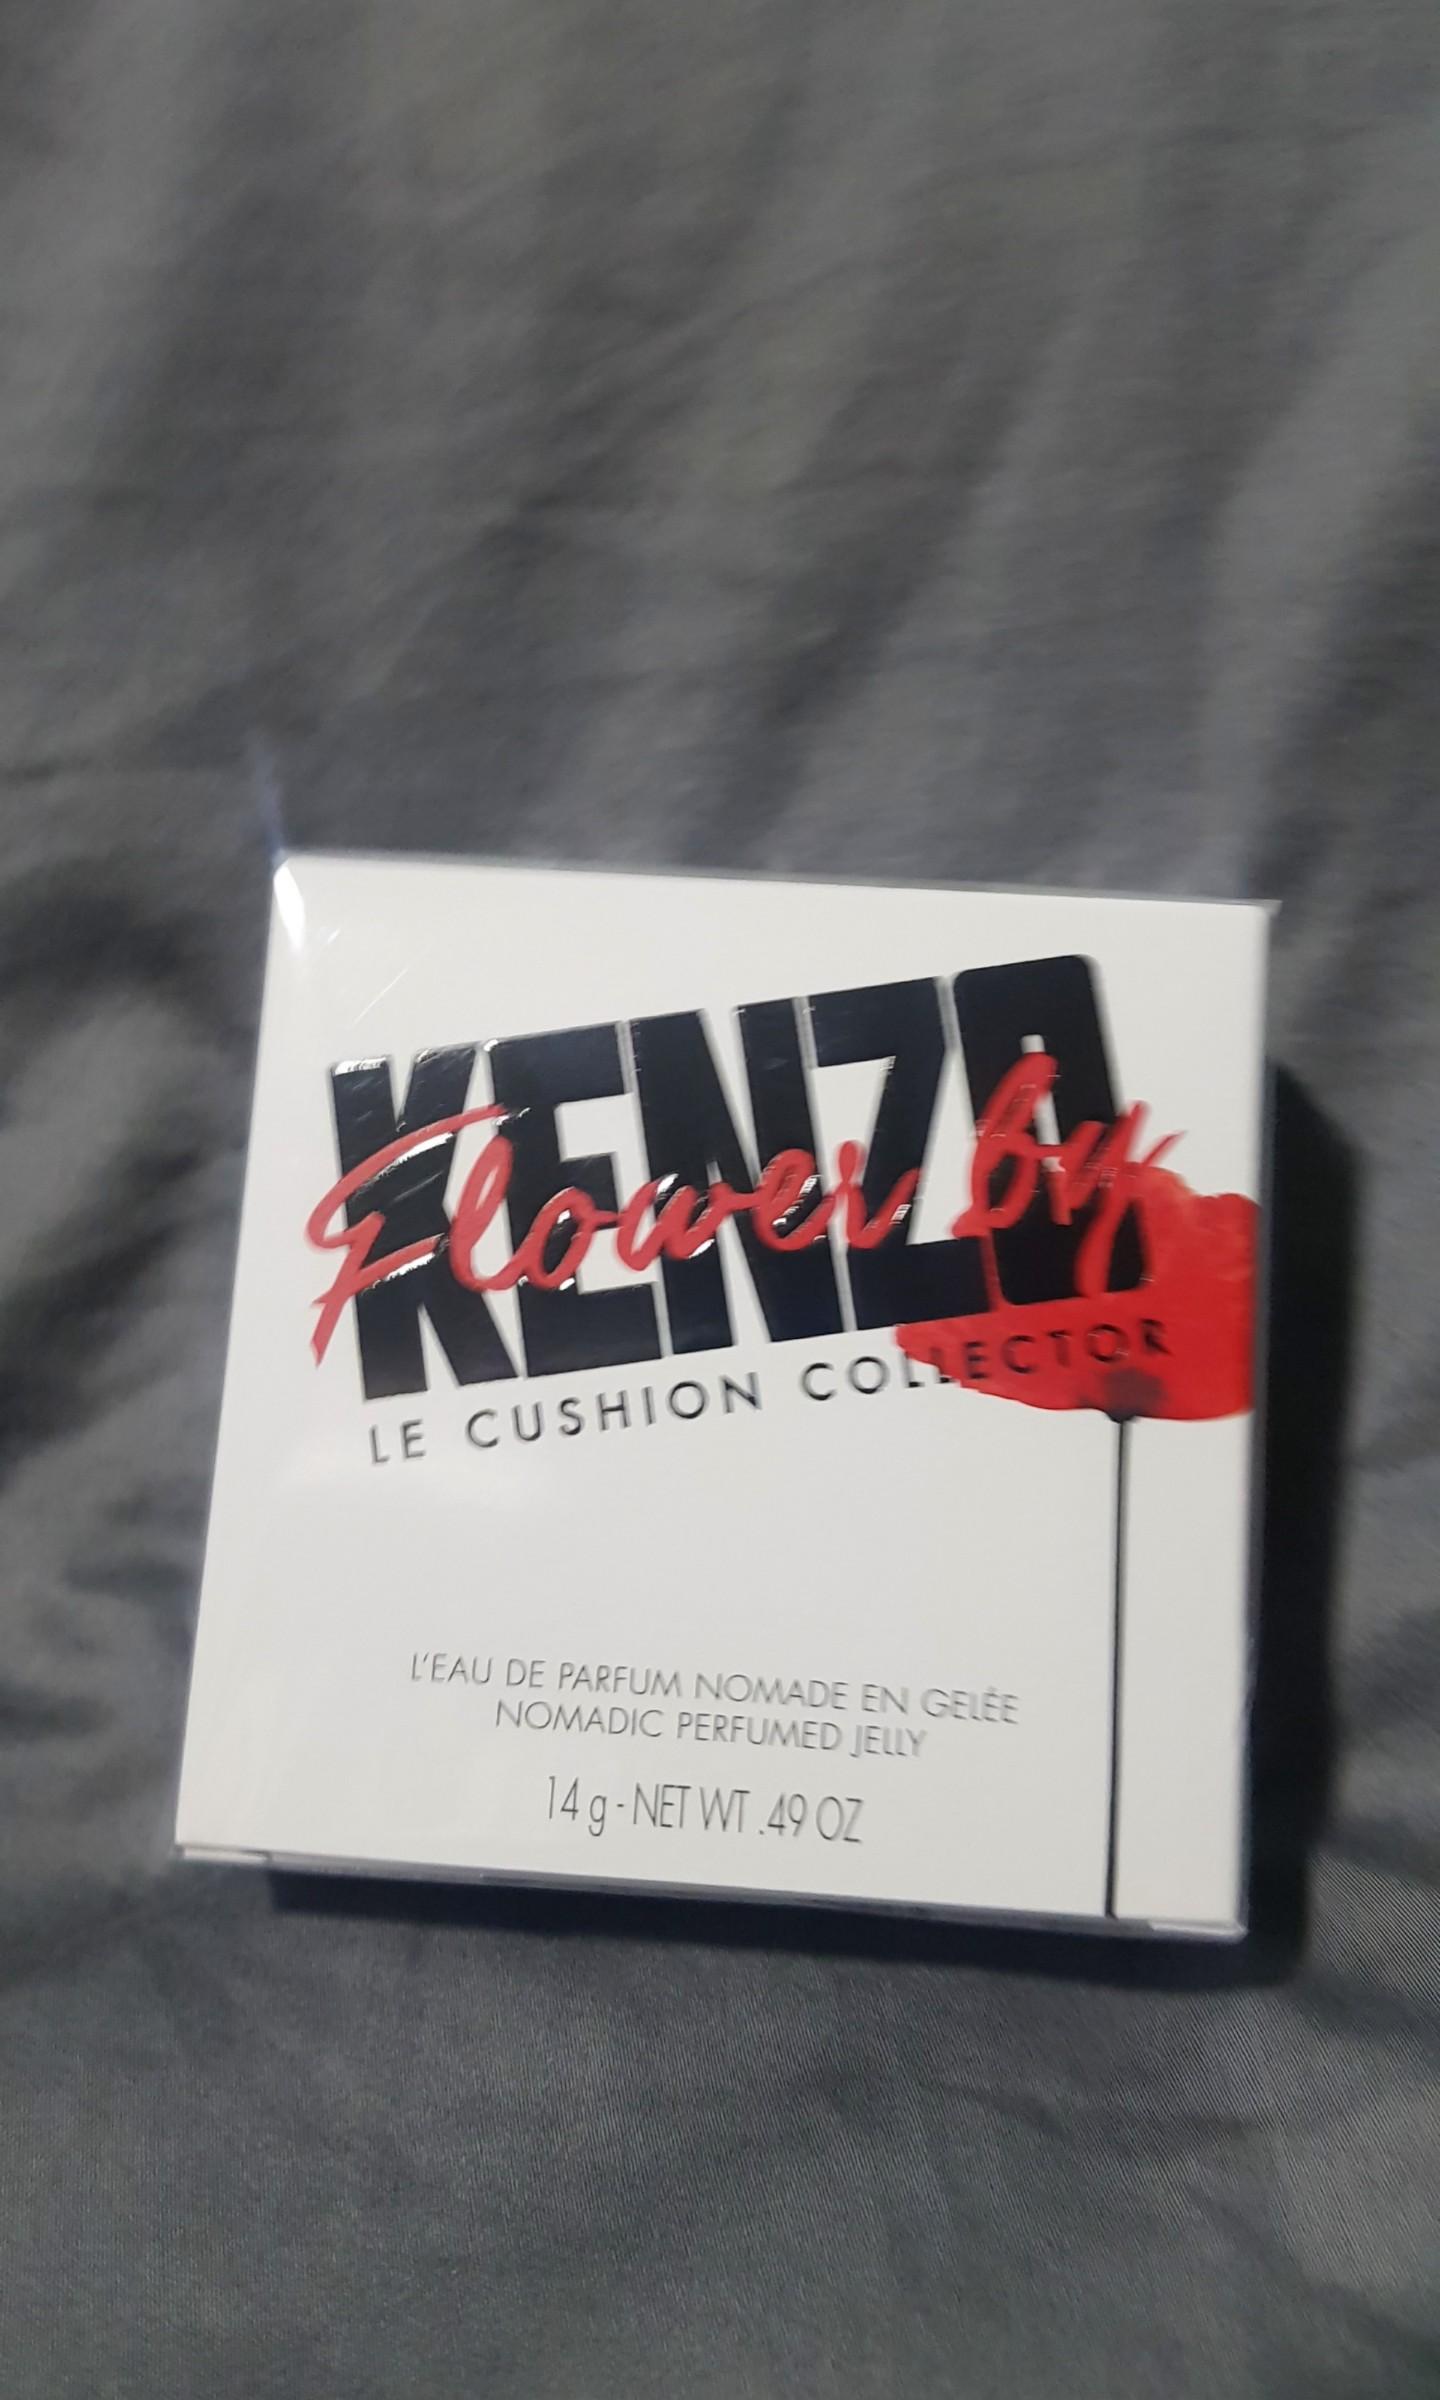 Flower by
KENZO
LE CUSHION COLLECTOR
L'EAU DE PARFUM NOMADE EN GELÉE
NOMADIC PERFUMED JELLY
14 g - NET WT .49 OZ